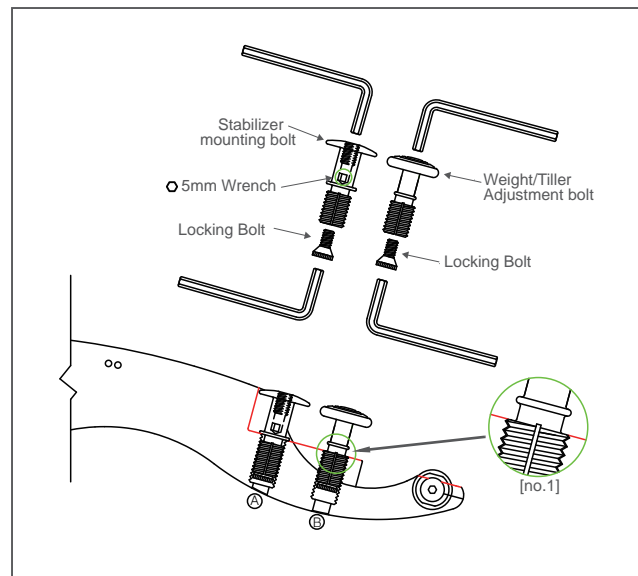 Stabilizer
mounting bolt
5mm Wrench
Weight/Tiller
Adjustment bolt
Locking Bolt
Locking Bolt
[no.1]
A
B